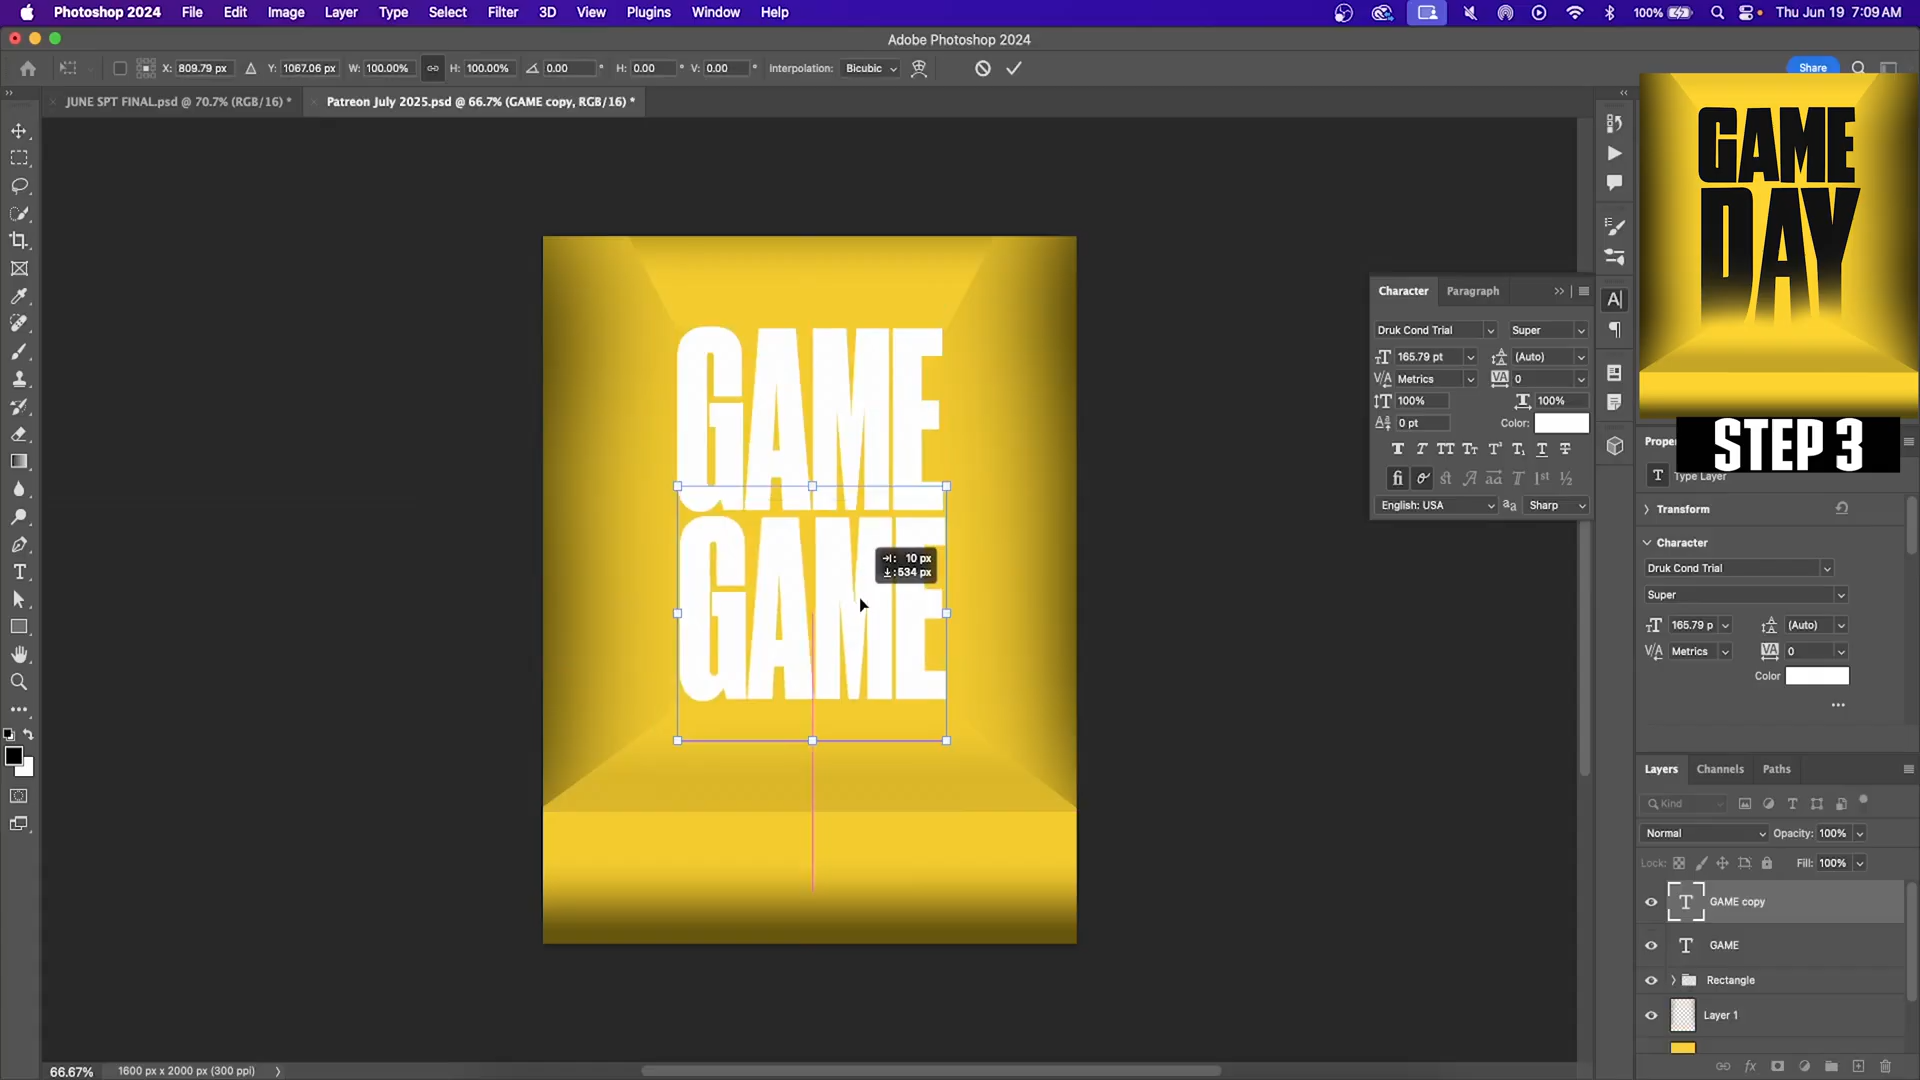 Photoshop 2024 File Edit Image Layer Type Select Filter 3D View Plugins Window Help 100% Thu Jun 19 7:09 AM
Adobe Photoshop 2024
X: 809.79 px Y: 1067.06 px W: 100.00% H: 100.00% 0.00 ° H: 0.00 ° V: 0.00 ° Interpolation: Bicubic Share
JUNE SPT FINAL.psd @ 70.7% (RGB/16) * Patreon July 2025.psd @ 66.7% (GAME copy, RGB/16) *
GAME
GAME
10 px
534 px
Character Paragraph
Druk Cond Trial Super
165.79 pt (Auto)
Metrics 0
100% 100%
0 pt Color:
English: USA Sharp
GAME
DAY
STEP 3
Type Layer
Transform
Character
Druk Cond Trial
Super
165.79 p (Auto)
Metrics 0
Color
Layers Channels Paths
Kind
Normal Opacity: 100%
Lock: Fill: 100%
GAME copy
GAME
Rectangle
Layer 1
66.67% 1600 px x 2000 px (300 ppi)